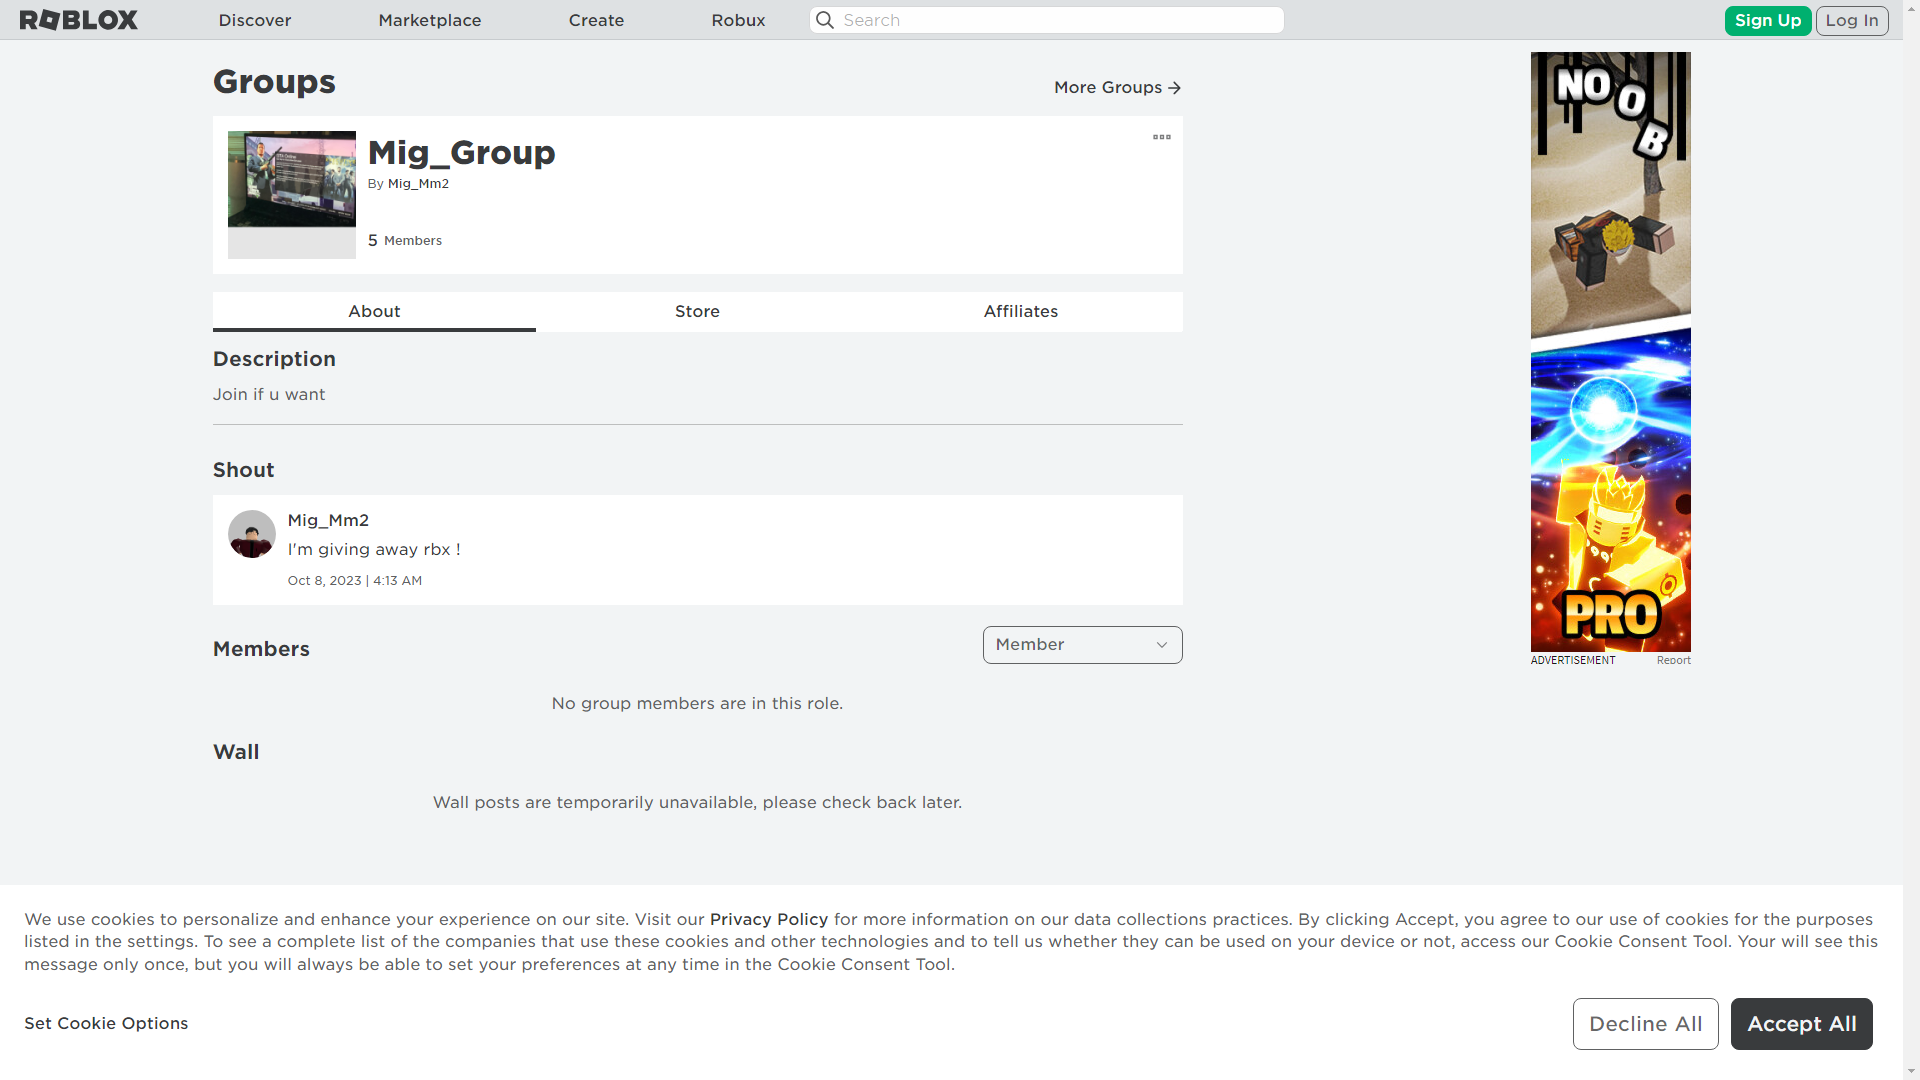 ROBLOX
Discover
Marketplace
Create
Robux
Search
Sign Up
Log In
Groups
More Groups
Mig_Group
By Mig_Mm2
5 Members
About
Store
Affiliates
Description
Join if u want
Shout
Mig_Mm2
I'm giving away rbx !
Oct 8, 2023 | 4:13 AM
Members
Member
No group members are in this role.
Wall
Wall posts are temporarily unavailable, please check back later.
NOOB
PRO
ADVERTISEMENT
Report
We use cookies to personalize and enhance your experience on our site. Visit our Privacy Policy for more information on our data collections practices. By clicking Accept, you agree to our use of cookies for the purposes
listed in the settings. To see a complete list of the companies that use these cookies and other technologies and to tell us whether they can be used on your device or not, access our Cookie Consent Tool. Your will see this
message only once, but you will always be able to set your preferences at any time in the Cookie Consent Tool.
Set Cookie Options
Decline All
Accept All